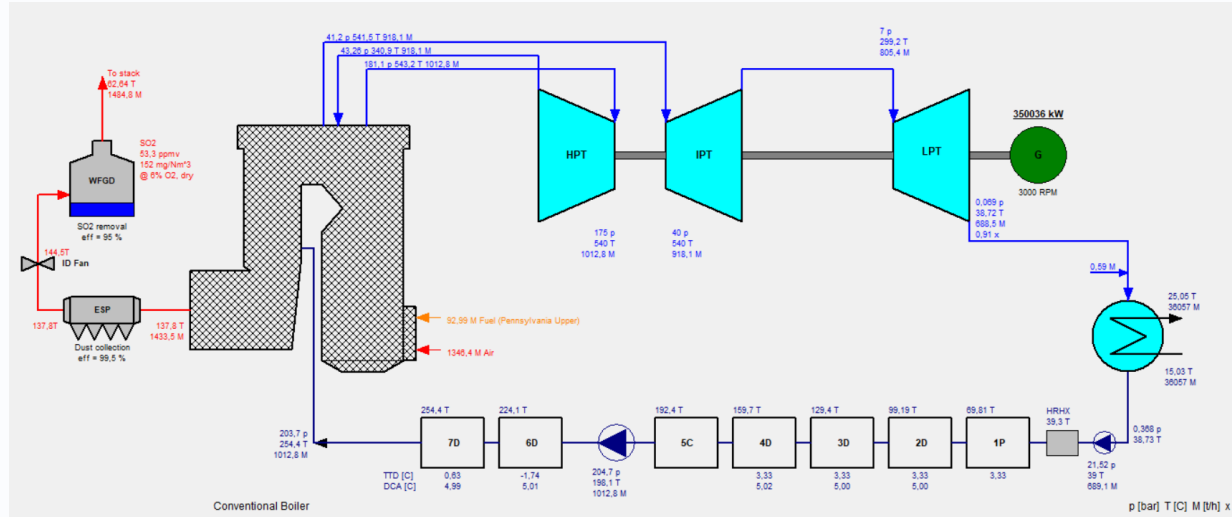 41,2 p 541,5 T 918,1 M
43,26 p 340,9 T 918,1 M
181,1 p 543,2 T 1012,8 M
7 p
299,2 T
805,4 M
To stack
62,64 T
1484,8 M
SO2
53,3 ppmv
152 mg/Nm^3
@ 6% O2, dry
WFGD
SO2 removal
eff = 95 %
144,5T
ID Fan
ESP
137,8T
137,8 T
1433,5 M
Dust collection
eff = 99,5 %
92,99 M Fuel (Pennsylvania Upper)
1346,4 M Air
HPT
IPT
LPT
350036 kW
G
3000 RPM
175 p
540 T
1012,8 M
40 p
540 T
918,1 M
0,069 p
38,72 T
688,5 M
0,91 x
0,59 M
25,05 T
36057 M
15,03 T
36057 M
0,368 p
38,73 T
21,52 p
39 T
689,1 M
HRHX
39,3 T
254,4 T
224,1 T
192,4 T
159,7 T
129,4 T
99,19 T
69,81 T
203,7 p
254,4 T
1012,8 M
7D
6D
5C
4D
3D
2D
1P
204,7 p
198,1 T
1012,8 M
TTD [C]
0,63
-1,74
3,33
3,33
3,33
3,33
DCA [C]
4,99
5,01
5,02
5,00
5,00
Conventional Boiler
p [bar] T [C] M [t/h] x